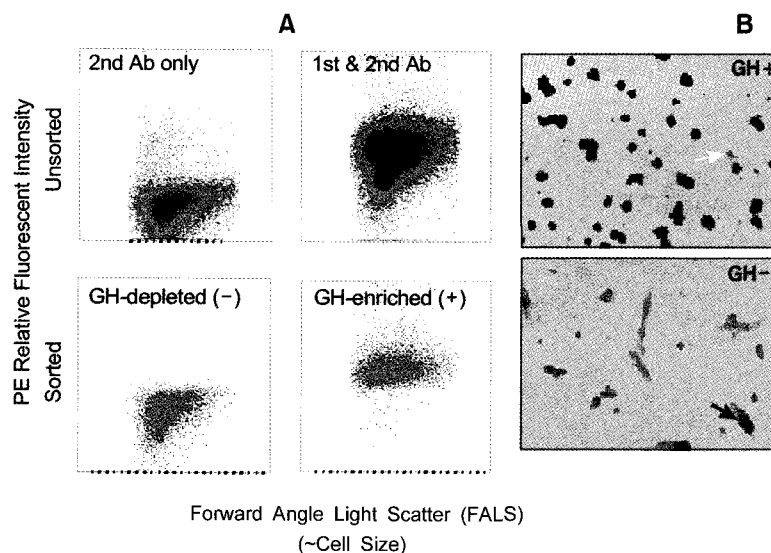 A
B
2nd Ab only
1st & 2nd Ab
GH+
PE Relative Fluorescent Intensity
Unsorted
GH-depleted (−)
GH-enriched (+)
GH−
Sorted
Forward Angle Light Scatter (FALS)
(~Cell Size)